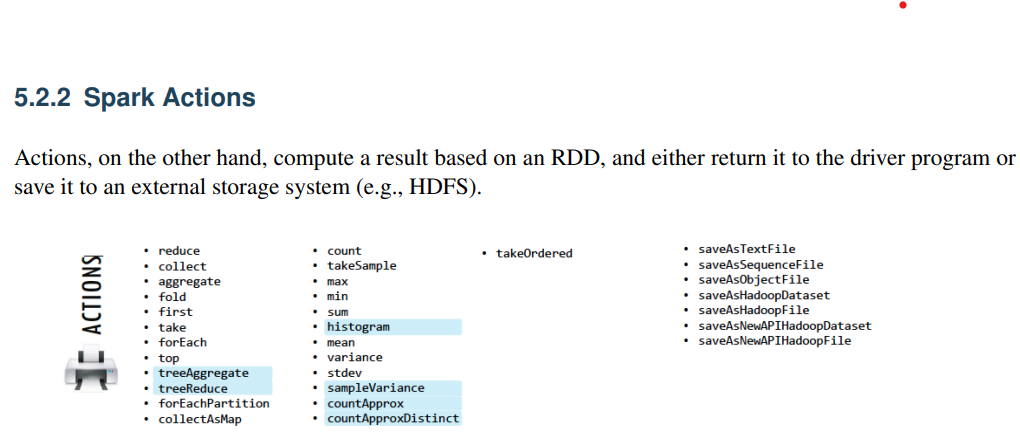 5.2.2 Spark Actions
Actions, on the other hand, compute a result based on an RDD, and either return it to the driver program or
save it to an external storage system (e.g., HDFS).
ACTIONS
• reduce
• collect
• aggregate
• fold
• first
• take
• forEach
• top
• treeAggregate
• treeReduce
• forEachPartition
• collectAsMap
• count
• takeSample
• max
• min
• sum
• histogram
• mean
• variance
• stdev
• sampleVariance
• countApprox
• countApproxDistinct
• takeOrdered
• saveAsTextFile
• saveAsSequenceFile
• saveAsObjectFile
• saveAsHadoopDataset
• saveAsHadoopFile
• saveAsNewAPIHadoopDataset
• saveAsNewAPIHadoopFile